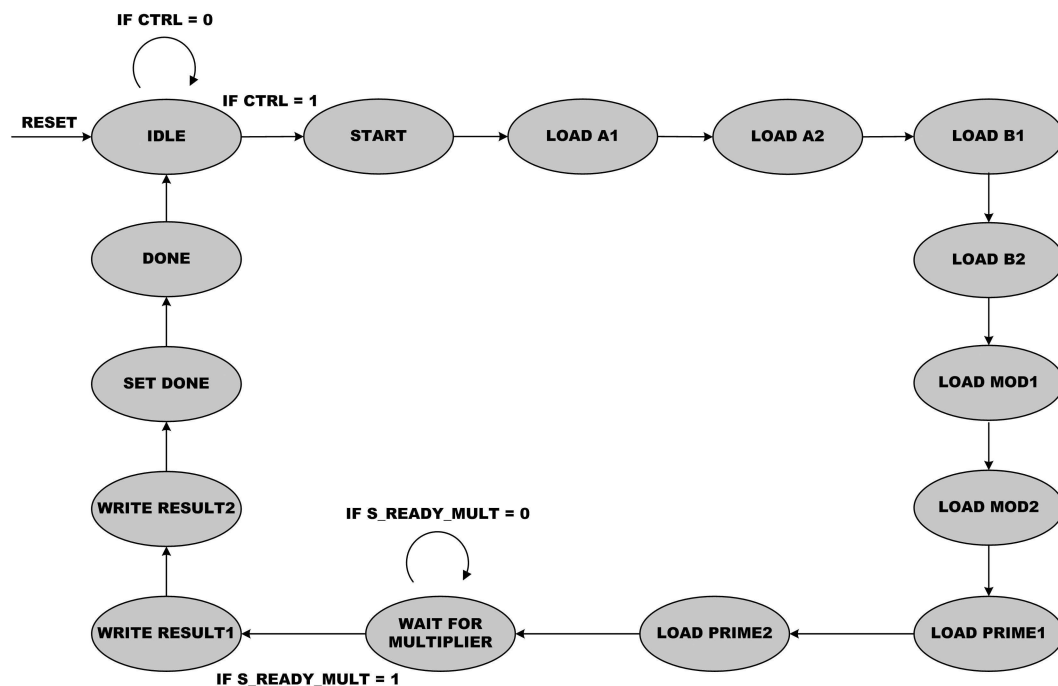 IF CTRL = 0
IF CTRL = 1
RESET
IDLE
START
LOAD A1
LOAD A2
LOAD B1
DONE
LOAD B2
SET DONE
LOAD MOD1
WRITE RESULT2
LOAD MOD2
IF S_READY_MULT = 0
WRITE RESULT1
WAIT FOR
MULTIPLIER
LOAD PRIME2
LOAD PRIME1
IF S_READY_MULT = 1